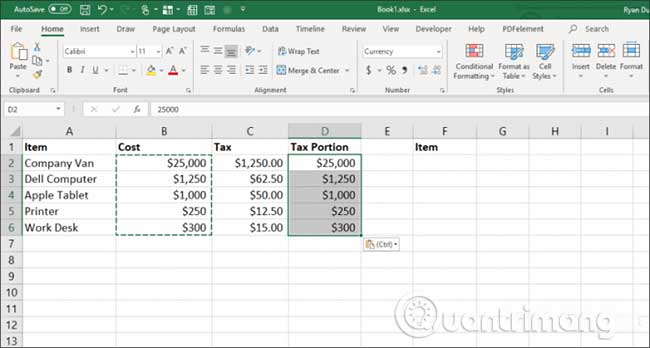 AutoSave Off
Book1.xlsx - Excel
Ryan Du
File Home Insert Draw Page Layout Formulas Data Review View Developer Add-ins Help PDFelement Search
Paste
Calibri 11
B I U
Wrap Text
Merge & Center
Currency
$ % ,
Conditional Formatting
Format as Table
Cell Styles
Insert Delete Format
Clipboard Font Alignment Number Styles Cells
D2 fx 25000
A B C D E F G H I
1 Item Cost Tax Tax Portion Item
2 Company Van $25,000 $1,250.00 $25,000
3 Dell Computer $1,250 $62.50 $1,250
4 Apple Tablet $1,000 $50.00 $1,000
5 Printer $250 $12.50 $250
6 Work Desk $300 $15.00 $300
7 (Ctrl)
8
9
10
11
12
13
Quantrimang